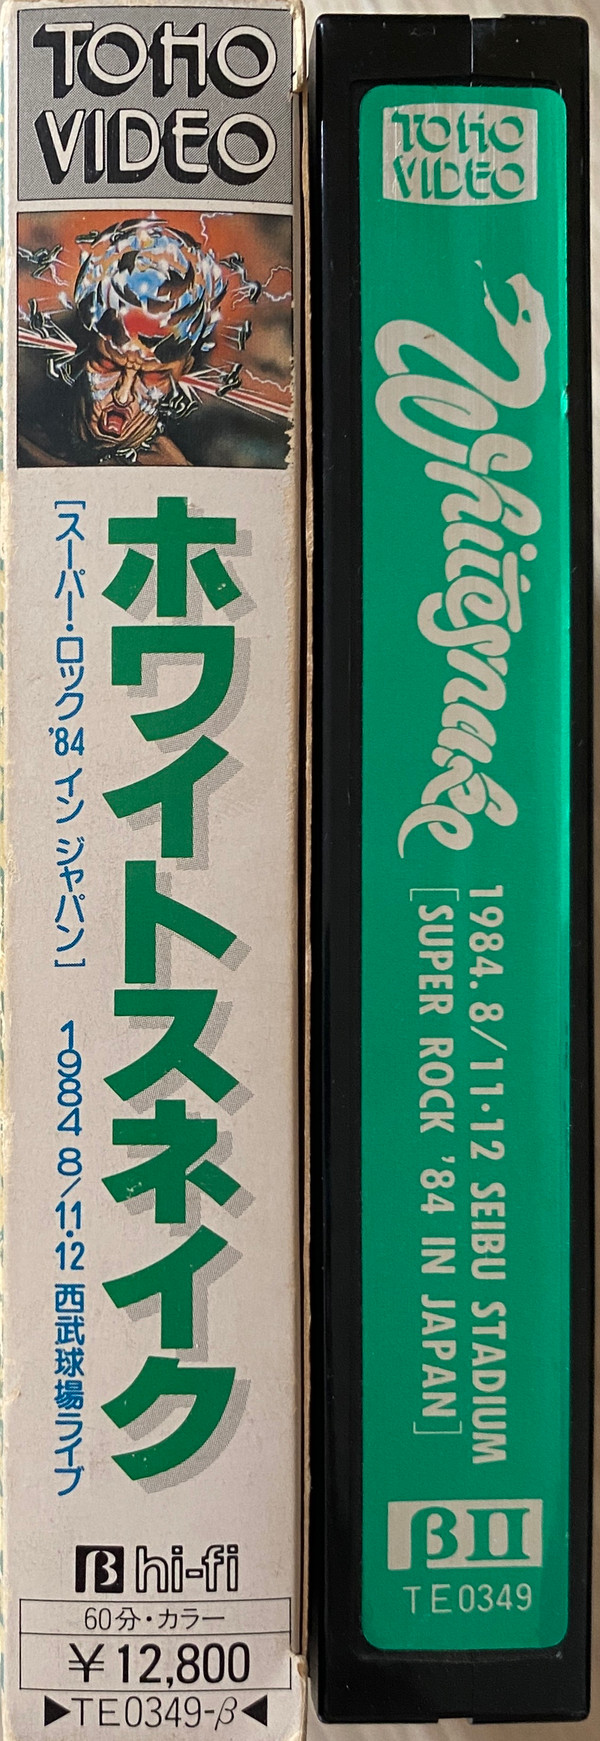 TOHO
VIDEO
ホワイトスネイク
[スーパー・ロック'84 イン ジャパン]
1984 8/11・12 西武球場ライブ
β hi-fi
60分・カラー
¥12,800
▶TE0349-β◀
TOHO
VIDEO
Whitesnake
1984. 8/11・12 SEIBU STADIUM
[SUPER ROCK '84 IN JAPAN]
βII
TE0349